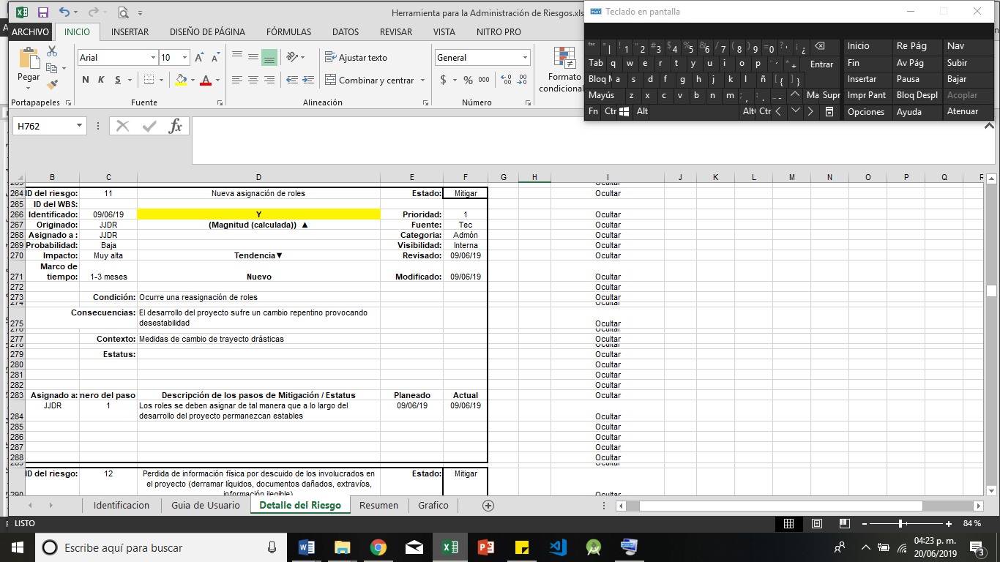 Herramienta para la Administración de Riesgos.xls
Teclado en pantalla
ARCHIVO INICIO INSERTAR DISEÑO DE PÁGINA FÓRMULAS DATOS REVISAR VISTA NITRO PRO
Pegar
Arial 10
N K S
Ajustar texto
Combinar y centrar
General
$ % 000
Formato
condicional
Portapapeles Fuente Alineación Número
Esc ° | ! 1 " 2 # 3 $ 4 % 5 & 6 / 7 ( 8 ) 9 = 0 ? ' ¡ ¿ Inicio Re Pág Nav
Tab q w e r t y u i o p ¨ ´ * + Entrar Fin Av Pág Subir
Bloq M a s d f g h j k l ñ [ { ] } Insertar Pausa Bajar
Mayús z x c v b n m ; , : . _ - Ma Supr Impr Pant Bloq Despl Acoplar
Fn Ctr Alt Alt Ctr Opciones Ayuda Atenuar
H762
fx
B C D E F G H I J K L M N O P Q R
264 ID del riesgo: 11 Nueva asignación de roles Estado: Mitigar Ocultar
265 ID del WBS:
266 Identificado: 09/06/19 Y Prioridad: 1 Ocultar
267 Originado: JJDR (Magnitud (calculada)) ▲ Fuente: Tec Ocultar
268 Asignado a : JJDR Categoria: Admón Ocultar
269 Probabilidad: Baja Visibilidad: Interna Ocultar
270 Impacto: Muy alta Tendencia▼ Revisado: 09/06/19 Ocultar
Marco de
271 tiempo: 1-3 meses Nuevo Modificado: 09/06/19 Ocultar
272 Ocultar
273 Condición: Ocurre una reasignación de roles Ocultar
274 Ocultar
Consecuencias: El desarrollo del proyecto sufre un cambio repentino provocando
275 desestabilidad Ocultar
276 Ocultar
277 Contexto: Medidas de cambio de trayecto drásticas Ocultar
278 Ocultar
279 Estatus: Ocultar
280 Ocultar
281 Ocultar
282 Ocultar
283 Asignado a: nero del paso Descripción de los pasos de Mitigación / Estatus Planeado Actual Ocultar
JJDR 1 Los roles se deben asignar de tal manera que a lo largo del 09/06/19 09/06/19
284 desarrollo del proyecto permanezcan estables Ocultar
285 Ocultar
286 Ocultar
287 Ocultar
288 Ocultar
289 Ocultar
ID del riesgo: 12 Perdida de información física por descuido de los involucrados en Estado: Mitigar
el proyecto (derramar líquidos, documentos dañados, extravíos,
290 información ilegible) Ocultar
Identificacion Guia de Usuario Detalle del Riesgo Resumen Grafico
LISTO 84 %
Escribe aquí para buscar
04:23 p. m.
20/06/2019
3